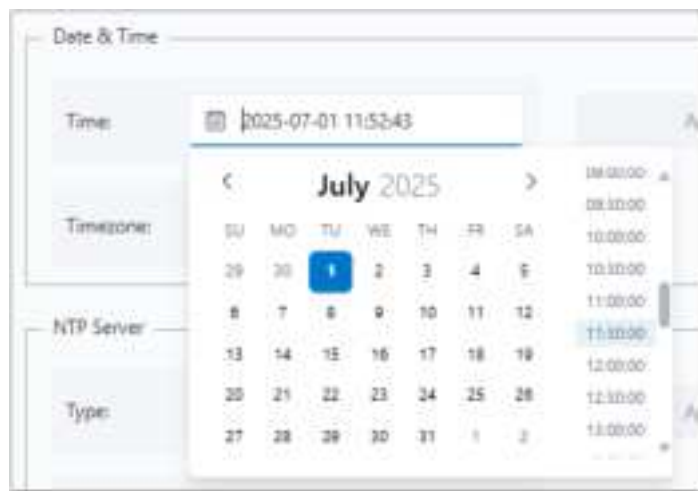 Date & Time
Time:
2025-07-01 11:52:43
July 2025
SU MO TU WE TH FR SA
29 30 1 2 3 4 5
6 7 8 9 10 11 12
13 14 15 16 17 18 19
20 21 22 23 24 25 26
27 28 29 30 31 1 2
09:00:00
09:30:00
10:00:00
10:30:00
11:00:00
11:30:00
12:00:00
12:30:00
13:00:00
Timezone:
NTP Server
Type: